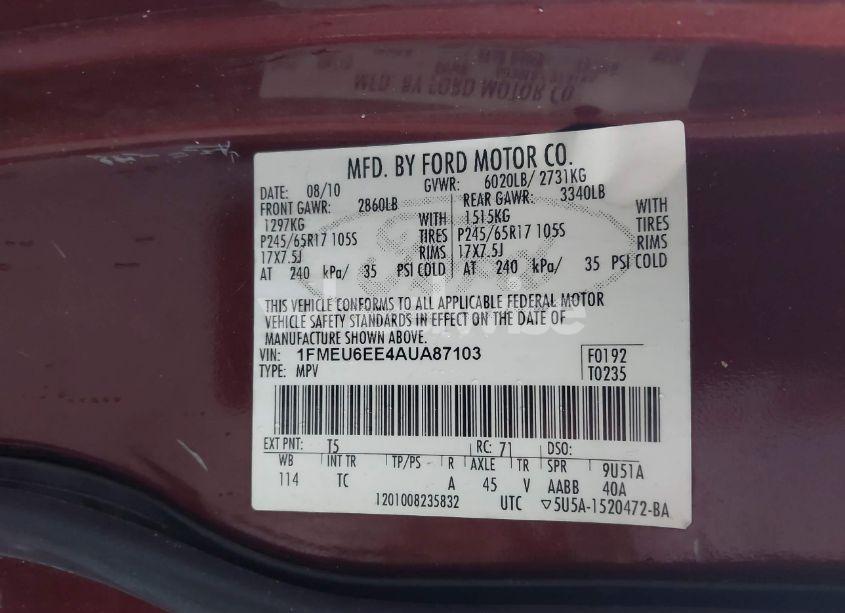 MFD. BY FORD MOTOR CO.
DATE: 08/10 GVWR: 6020LB/ 2731KG
FRONT GAWR: 2860LB REAR GAWR: 3340LB
1297KG WITH 1515KG WITH
P245/65R17 105S TIRES P245/65R17 105S TIRES
17X7.5J RIMS 17X7.5J RIMS
AT 240 kPa/ 35 PSI COLD AT 240 kPa/ 35 PSI COLD
THIS VEHICLE CONFORMS TO ALL APPLICABLE FEDERAL MOTOR
VEHICLE SAFETY STANDARDS IN EFFECT ON THE DATE OF
MANUFACTURE SHOWN ABOVE.
VIN: 1FMEU6EE4AUA87103 F0192
TYPE: MPV T0235
EXT PNT: T5 RC: 71 DSO:
WB INT TR TP/PS R AXLE TR SPR 9U51A
114 TC A 45 V AABB 40A
1201008235832 UTC ▽5U5A-1520472-BA
MFD. BY FORD MOTOR CO.